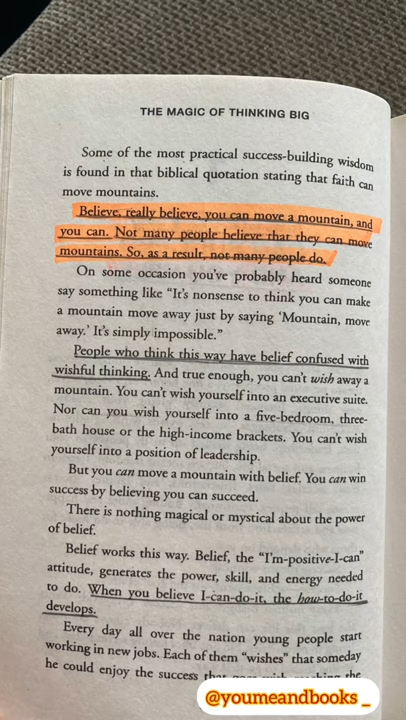 THE MAGIC OF THINKING BIG
Some of the most practical success-building wisdom
is found in that biblical quotation stating that faith can
move mountains.
Believe, really believe, you can move a mountain, and
you can. Not many people believe that they can move
mountains. So, as a result, not many people do.
On some occasion you've probably heard someone
say something like "It's nonsense to think you can make
a mountain move away just by saying 'Mountain, move
away.' It's simply impossible."
People who think this way have belief confused with
wishful thinking. And true enough, you can't wish away a
mountain. You can't wish yourself into an executive suite.
Nor can you wish yourself into a five-bedroom, three-
bath house or the high-income brackets. You can't wish
yourself into a position of leadership.
But you can move a mountain with belief. You can win
success by believing you can succeed.
There is nothing magical or mystical about the power
of belief.
Belief works this way. Belief, the "I'm-positive-I-can"
attitude, generates the power, skill, and energy needed
to do. When you believe I-can-do-it, the how-to-do-it
develops.
Every day all over the nation young people start
working in new jobs. Each of them "wishes" that someday
he could enjoy the success that the
@youmeandbooks _